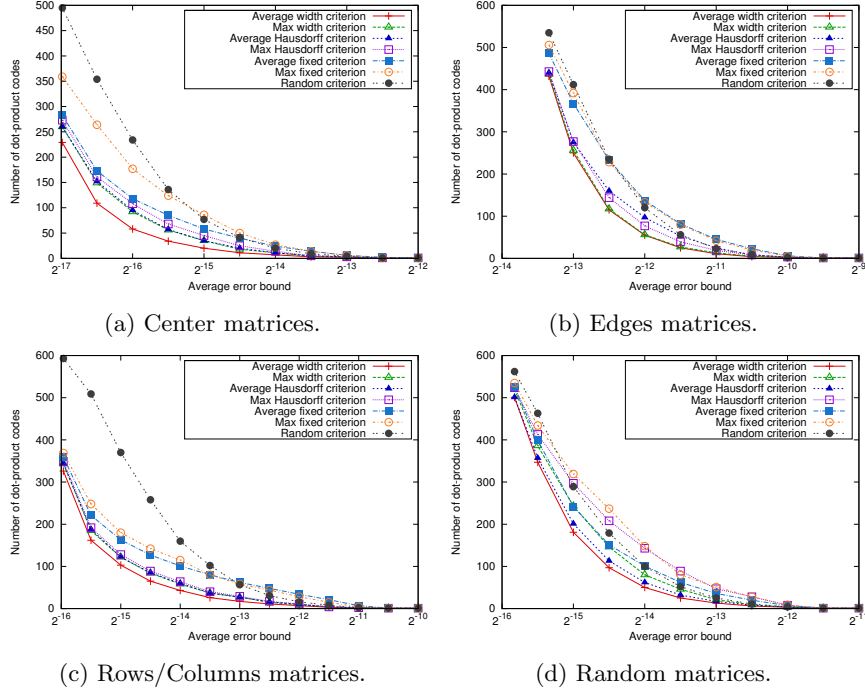 500
450
400
350
300
250
200
150
100
50
0
Number of dot-product codes
Average width criterion
Max width criterion
Average Hausdorff criterion
Max Hausdorff criterion
Average fixed criterion
Max fixed criterion
Random criterion
2-17 2-16 2-15 2-14 2-13 2-12
Average error bound
(a) Center matrices.
600
500
400
300
200
100
0
Number of dot-product codes
Average width criterion
Max width criterion
Average Hausdorff criterion
Max Hausdorff criterion
Average fixed criterion
Max fixed criterion
Random criterion
2-14 2-13 2-12 2-11 2-10 2-9
Average error bound
(b) Edges matrices.
600
500
400
300
200
100
0
Number of dot-product codes
Average width criterion
Max width criterion
Average Hausdorff criterion
Max Hausdorff criterion
Average fixed criterion
Max fixed criterion
Random criterion
2-16 2-15 2-14 2-13 2-12 2-11 2-10
Average error bound
(c) Rows/Columns matrices.
600
500
400
300
200
100
0
Number of dot-product codes
Average width criterion
Max width criterion
Average Hausdorff criterion
Max Hausdorff criterion
Average fixed criterion
Max fixed criterion
Random criterion
2-16 2-15 2-14 2-13 2-12 2-11
Average error bound
(d) Random matrices.